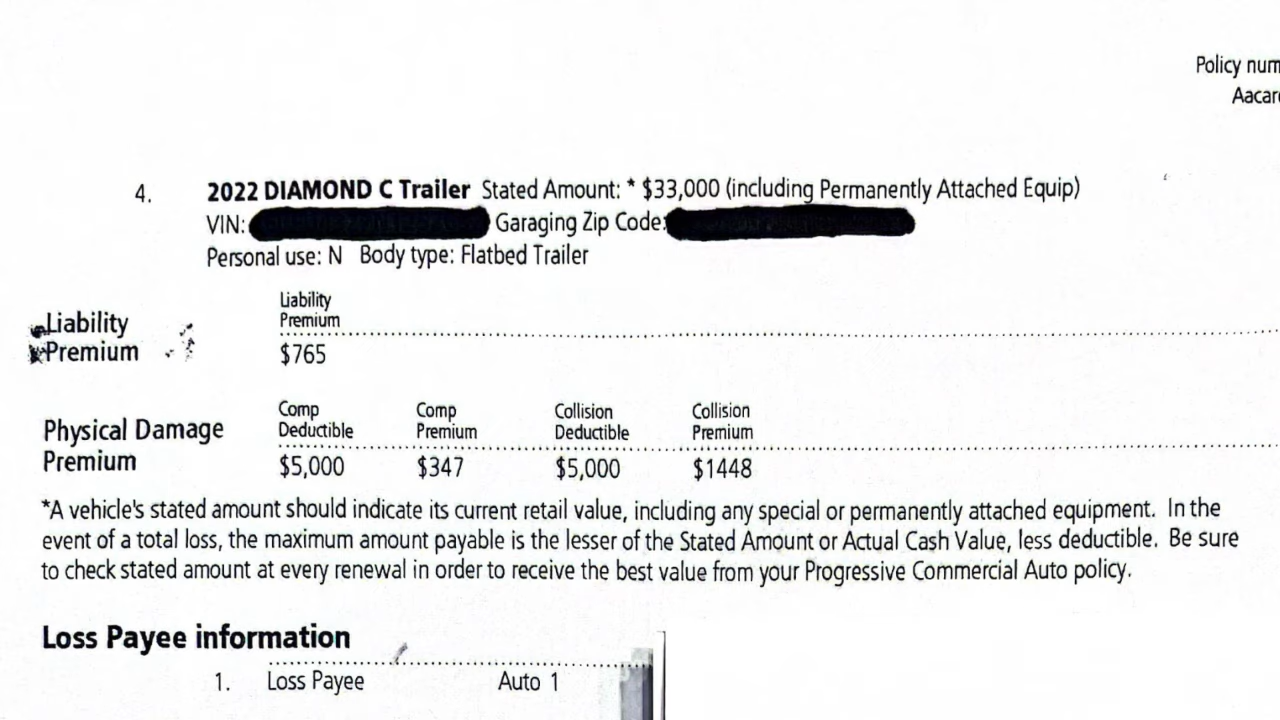 Policy num
Aacar
4. 2022 DIAMOND C Trailer Stated Amount: * $33,000 (including Permanently Attached Equip)
VIN: Garaging Zip Code:
Personal use: N Body type: Flatbed Trailer
Liability
Premium
Liability
Premium
$765
Physical Damage
Premium
Comp
Deductible
Comp
Premium
Collision
Deductible
Collision
Premium
$5,000 $347 $5,000 $1448
*A vehicle's stated amount should indicate its current retail value, including any special or permanently attached equipment. In the
event of a total loss, the maximum amount payable is the lesser of the Stated Amount or Actual Cash Value, less deductible. Be sure
to check stated amount at every renewal in order to receive the best value from your Progressive Commercial Auto policy.
Loss Payee information
1. Loss Payee Auto 1